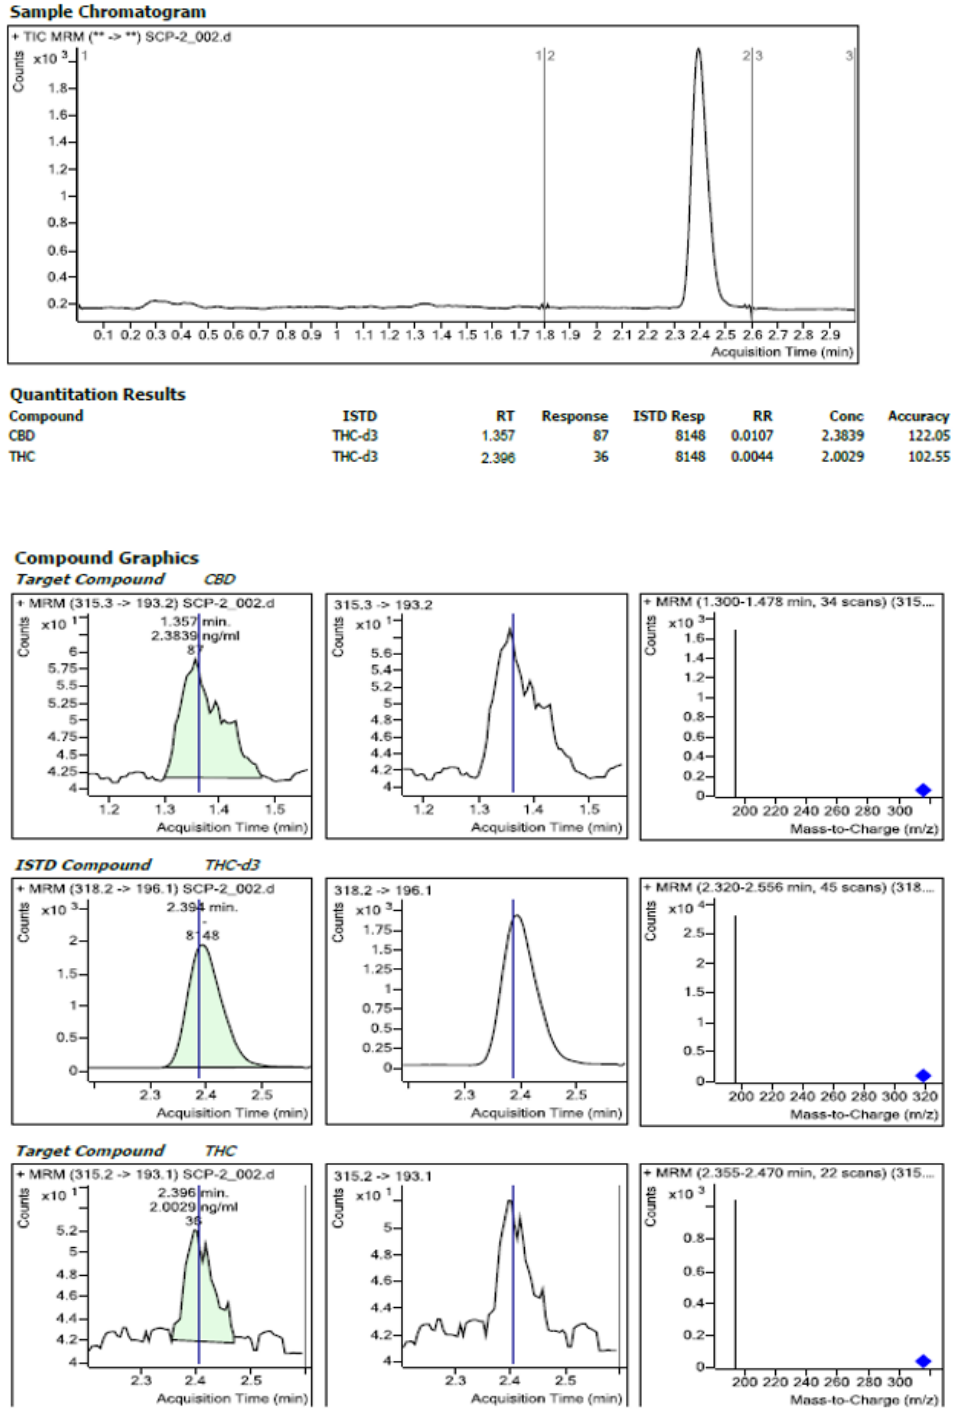 Sample Chromatogram
+ TIC MRM (** -> **) SCP-2_002.d
Counts
x10 3
1
1 2
2 3
3
1.8
1.6
1.4
1.2
1
0.8
0.6
0.4
0.2
0.1 0.2 0.3 0.4 0.5 0.6 0.7 0.8 0.9 1 1.1 1.2 1.3 1.4 1.5 1.6 1.7 1.8 1.9 2 2.1 2.2 2.3 2.4 2.5 2.6 2.7 2.8 2.9
Acquisition Time (min)
Quantitation Results
Compound ISTD RT Response ISTD Resp RR Conc Accuracy
CBD THC-d3 1.357 87 8148 0.0107 2.3839 122.05
THC THC-d3 2.396 36 8148 0.0044 2.0029 102.55
Compound Graphics
Target Compound CBD
+ MRM (315.3 -> 193.2) SCP-2_002.d
Counts
x10 1
1.357 min.
2.3839 ng/ml
87
6
5.75
5.5
5.25
5
4.75
4.5
4.25
4
1.2 1.3 1.4 1.5
Acquisition Time (min)
315.3 -> 193.2
Counts
x10 1
5.6
5.4
5.2
5
4.8
4.6
4.4
4.2
4
1.2 1.3 1.4 1.5
Acquisition Time (min)
+ MRM (1.300-1.478 min, 34 scans) (315....
Counts
x10 3
1.6
1.4
1.2
1
0.8
0.6
0.4
0.2
0
200 220 240 260 280 300
Mass-to-Charge (m/z)
ISTD Compound THC-d3
+ MRM (318.2 -> 196.1) SCP-2_002.d
Counts
x10 3
2.394 min.
-
8148
2
1.5
1
0.5
0
2.3 2.4 2.5
Acquisition Time (min)
318.2 -> 196.1
Counts
x10 3
1.75
1.5
1.25
1
0.75
0.5
0.25
0
2.3 2.4 2.5
Acquisition Time (min)
+ MRM (2.320-2.556 min, 45 scans) (318....
Counts
x10 4
2.5
2
1.5
1
0.5
0
200 220 240 260 280 300 320
Mass-to-Charge (m/z)
Target Compound THC
+ MRM (315.2 -> 193.1) SCP-2_002.d
Counts
x10 1
2.396 min.
2.0029 ng/ml
36
5.2
5
4.8
4.6
4.4
4.2
4
2.3 2.4 2.5
Acquisition Time (min)
315.2 -> 193.1
Counts
x10 1
5
4.8
4.6
4.4
4.2
4
2.3 2.4 2.5
Acquisition Time (min)
+ MRM (2.355-2.470 min, 22 scans) (315....
Counts
x10 3
0.8
0.6
0.4
0.2
0
200 220 240 260 280 300
Mass-to-Charge (m/z)